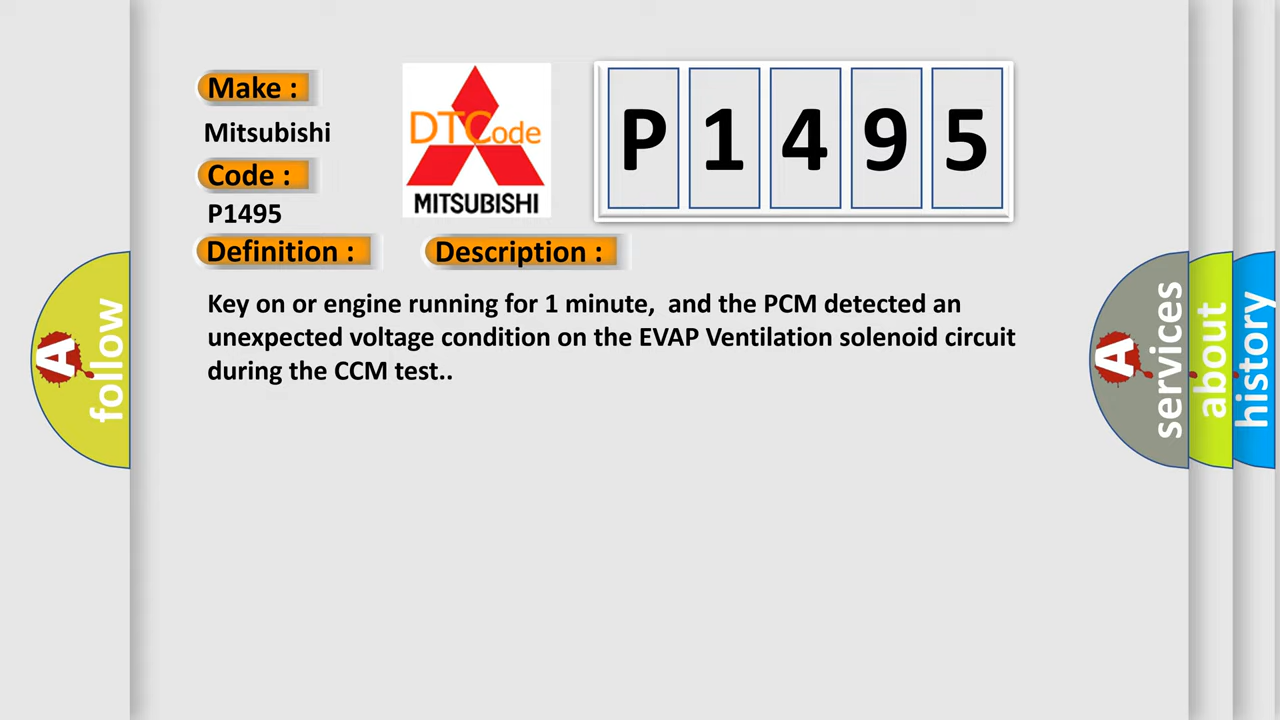 Make :
Mitsubishi
Code :
P1495
Definition :
Description :
DTCode
MITSUBISHI
P 1 4 9 5
Key on or engine running for 1 minute,  and the PCM detected an
unexpected voltage condition on the EVAP Ventilation solenoid circuit
during the CCM test..
A
follow
A
services
about
history